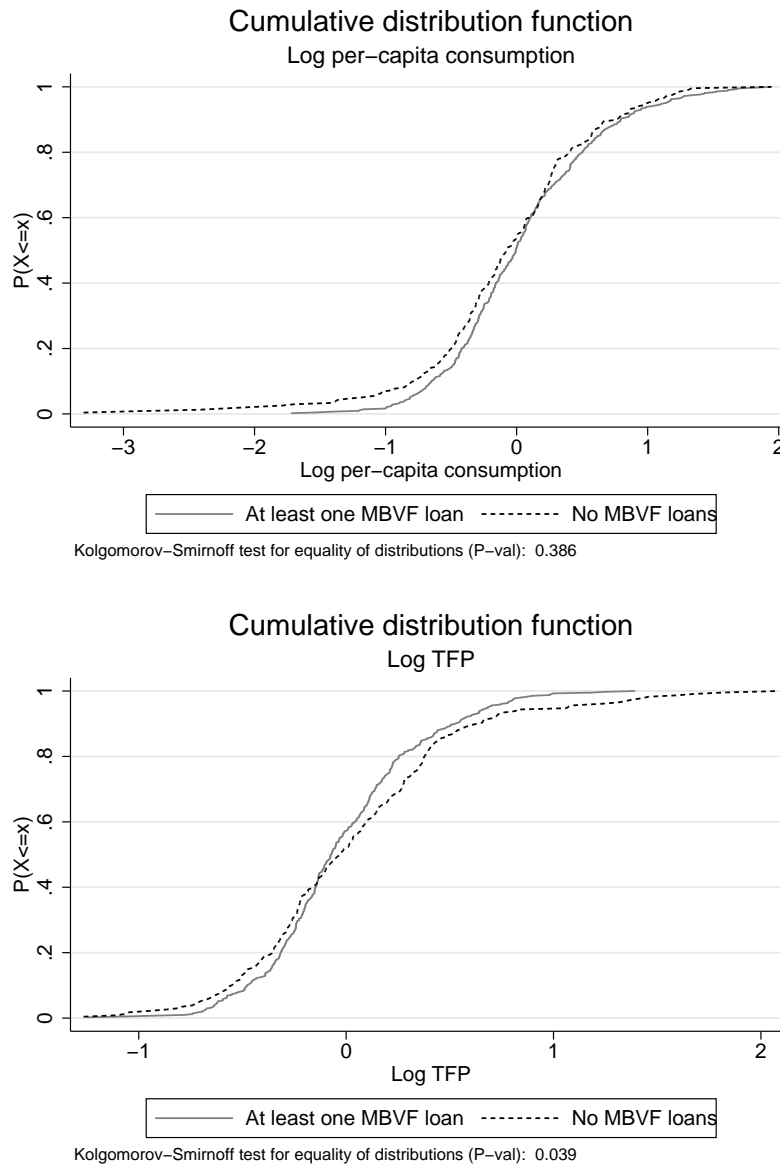 Cumulative distribution function
Log per−capita consumption
P(X<=x)
1
.8
.6
.4
.2
0
−3 −2 −1 0 1 2
Log per−capita consumption
At least one MBVF loan No MBVF loans
Kolgomorov−Smirnoff test for equality of distributions (P−val): 0.386
Cumulative distribution function
Log TFP
P(X<=x)
1
.8
.6
.4
.2
0
−1 0 1 2
Log TFP
At least one MBVF loan No MBVF loans
Kolgomorov−Smirnoff test for equality of distributions (P−val): 0.039